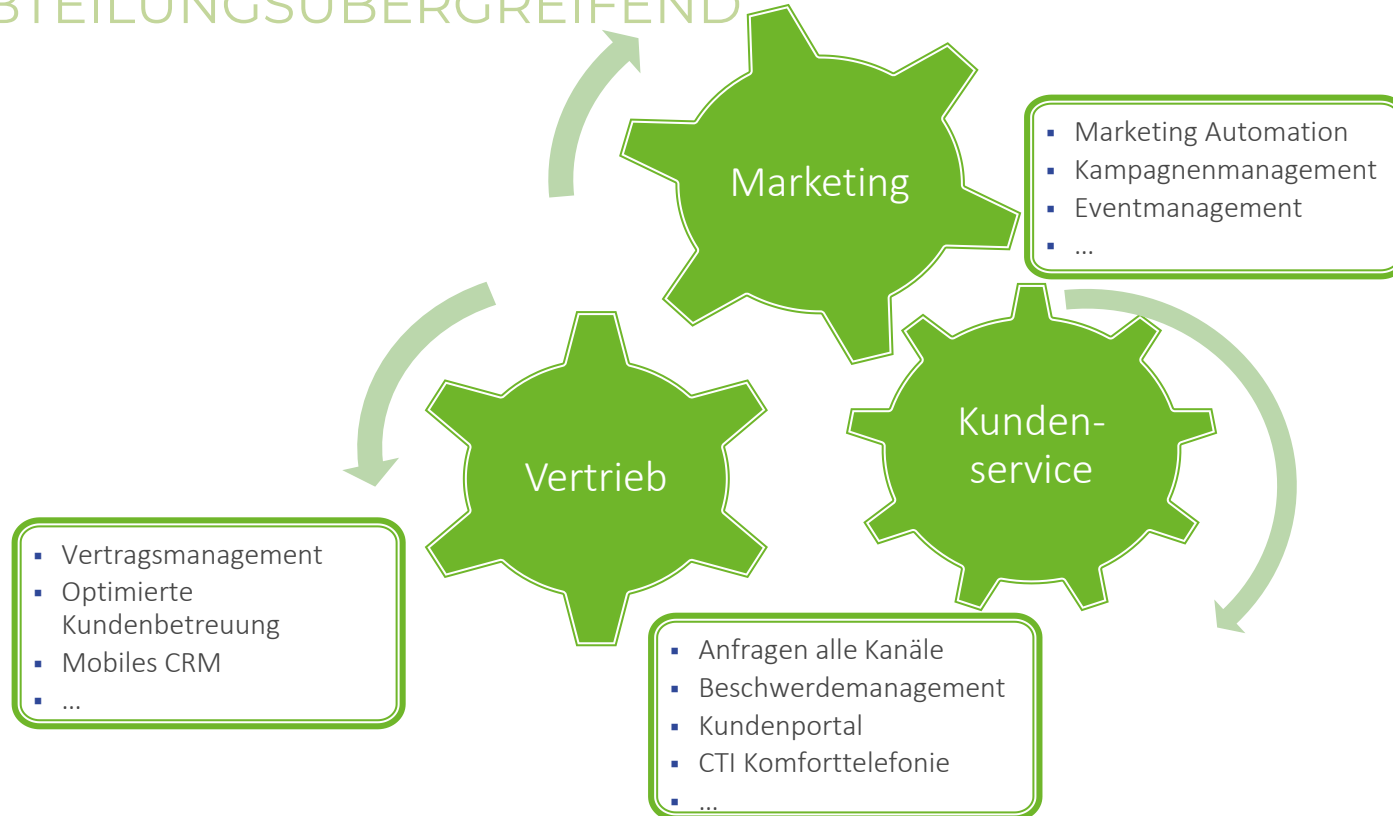 BTEILUNGSÜBERGREIFEND
Marketing
▪ Marketing Automation
▪ Kampagnenmanagement
▪ Eventmanagement
▪ ...
Kunden-
service
Vertrieb
▪ Vertragsmanagement
▪ Optimierte
Kundenbetreuung
▪ Mobiles CRM
▪ ...
▪ Anfragen alle Kanäle
▪ Beschwerdemanagement
▪ Kundenportal
▪ CTI Komforttelefonie
▪ ...